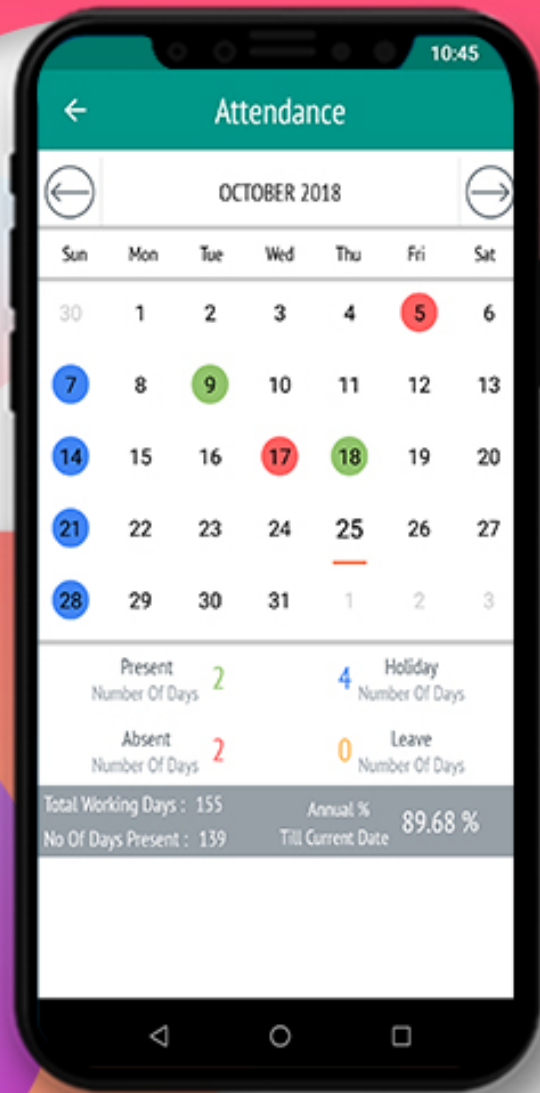 10:45
Attendance
OCTOBER 2018
Sun Mon Tue Wed Thu Fri Sat
30 1 2 3 4 5 6
7 8 9 10 11 12 13
14 15 16 17 18 19 20
21 22 23 24 25 26 27
28 29 30 31 1 2 3
Present
Number Of Days 2
4 Holiday
Number Of Days
Absent
Number Of Days 2
0 Leave
Number Of Days
Total Working Days : 155
No Of Days Present : 139
Annual %
Till Current Date
89.68 %